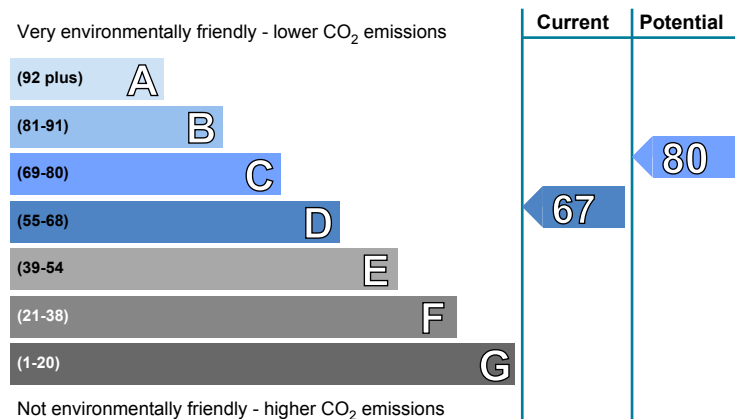 Current Potential
Very environmentally friendly - lower CO2 emissions
(92 plus) A
(81-91) B
(69-80) C
80
(55-68) D
67
(39-54 E
(21-38) F
(1-20) G
Not environmentally friendly - higher CO2 emissions